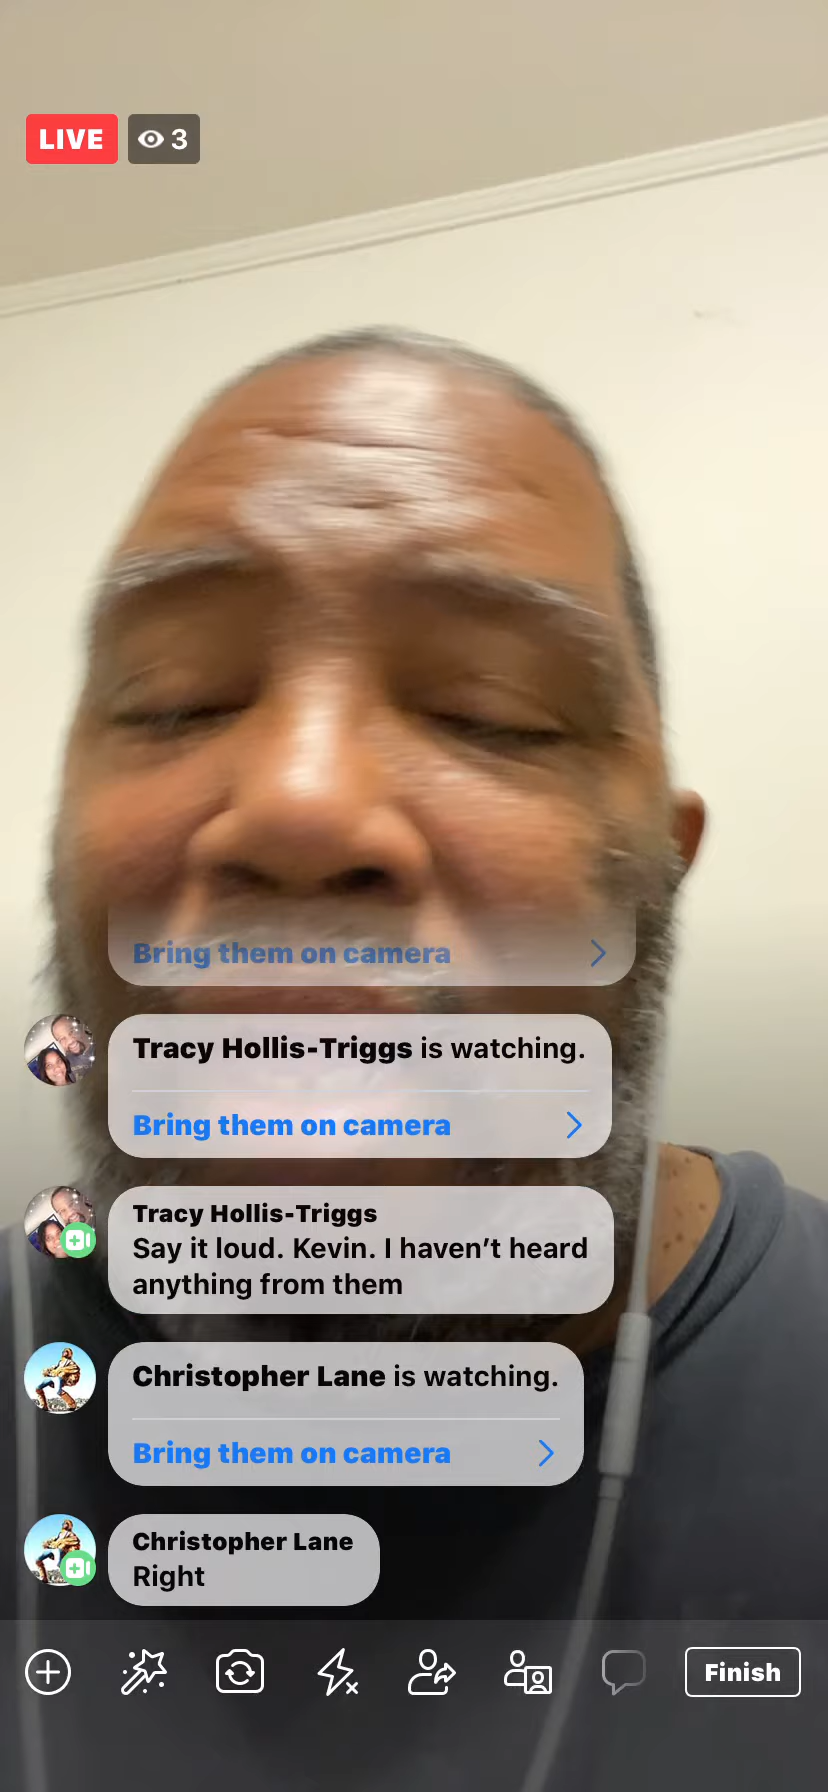 LIVE 3
Bring them on camera
Tracy Hollis-Triggs is watching.
Bring them on camera
Tracy Hollis-Triggs
Say it loud. Kevin. I haven't heard
anything from them
Christopher Lane is watching.
Bring them on camera
Christopher Lane
Right
Finish